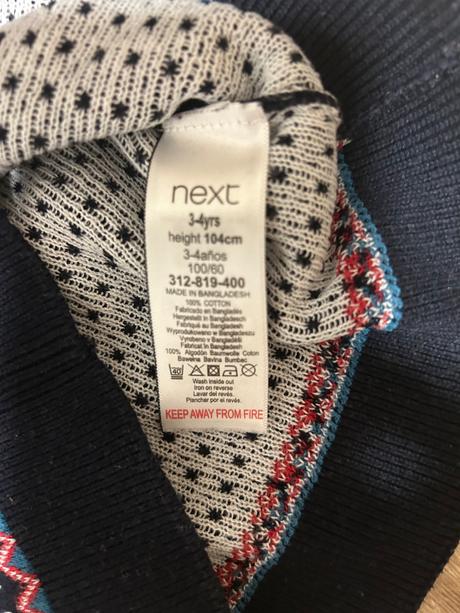 next
3-4yrs
height 104cm
3-4años
100/60
312-819-400
MADE IN BANGLADESH
100% COTTON
Fabricado en Bangladés
Hergestellt in Bangladesch
Fabriqué au Bangladesh
Wyprodukowano w Bangladeszu
Vyrobeno v Bangladéši
Fabricat în Bangladesh
100% Algodón Baumwolle Coton
Bawełna Bavlna Bumbac
40
Wash inside out
Iron on reverse
Lavar del revés.
Planchar por el revés.
KEEP AWAY FROM FIRE